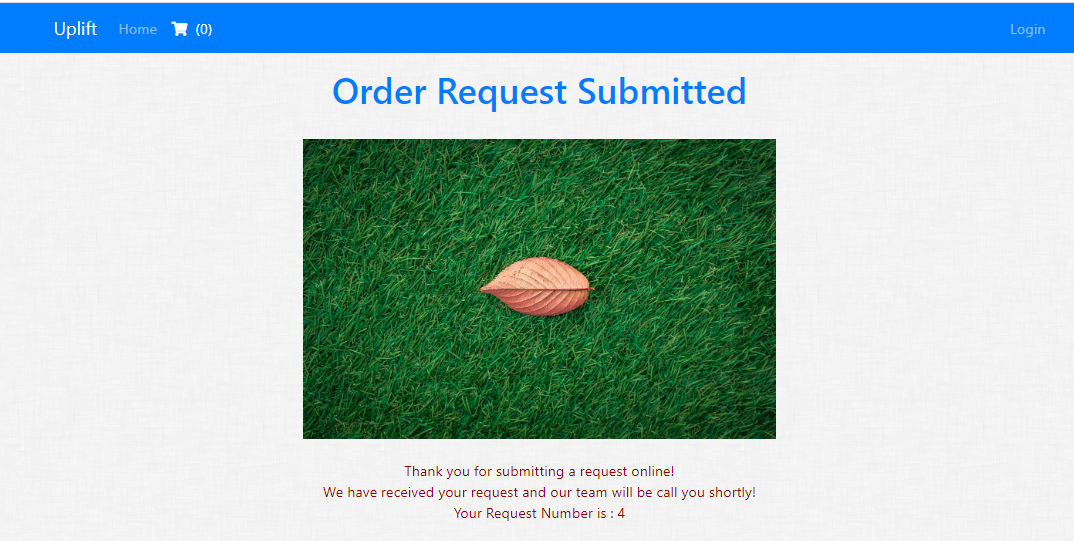 Uplift Home (0) Login
Order Request Submitted
Thank you for submitting a request online!
We have received your request and our team will be call you shortly!
Your Request Number is : 4